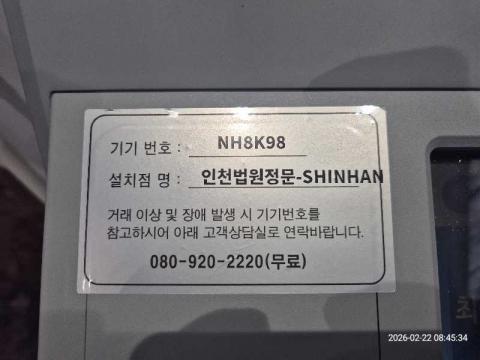 기기 번호 : NH8K98
설치점 명 : 인천법원정문-SHINHAN
거래 이상 및 장애 발생 시 기기번호를
참고하시어 아래 고객상담실로 연락바랍니다.
080-920-2220(무료)
2026-02-22 08:45:34